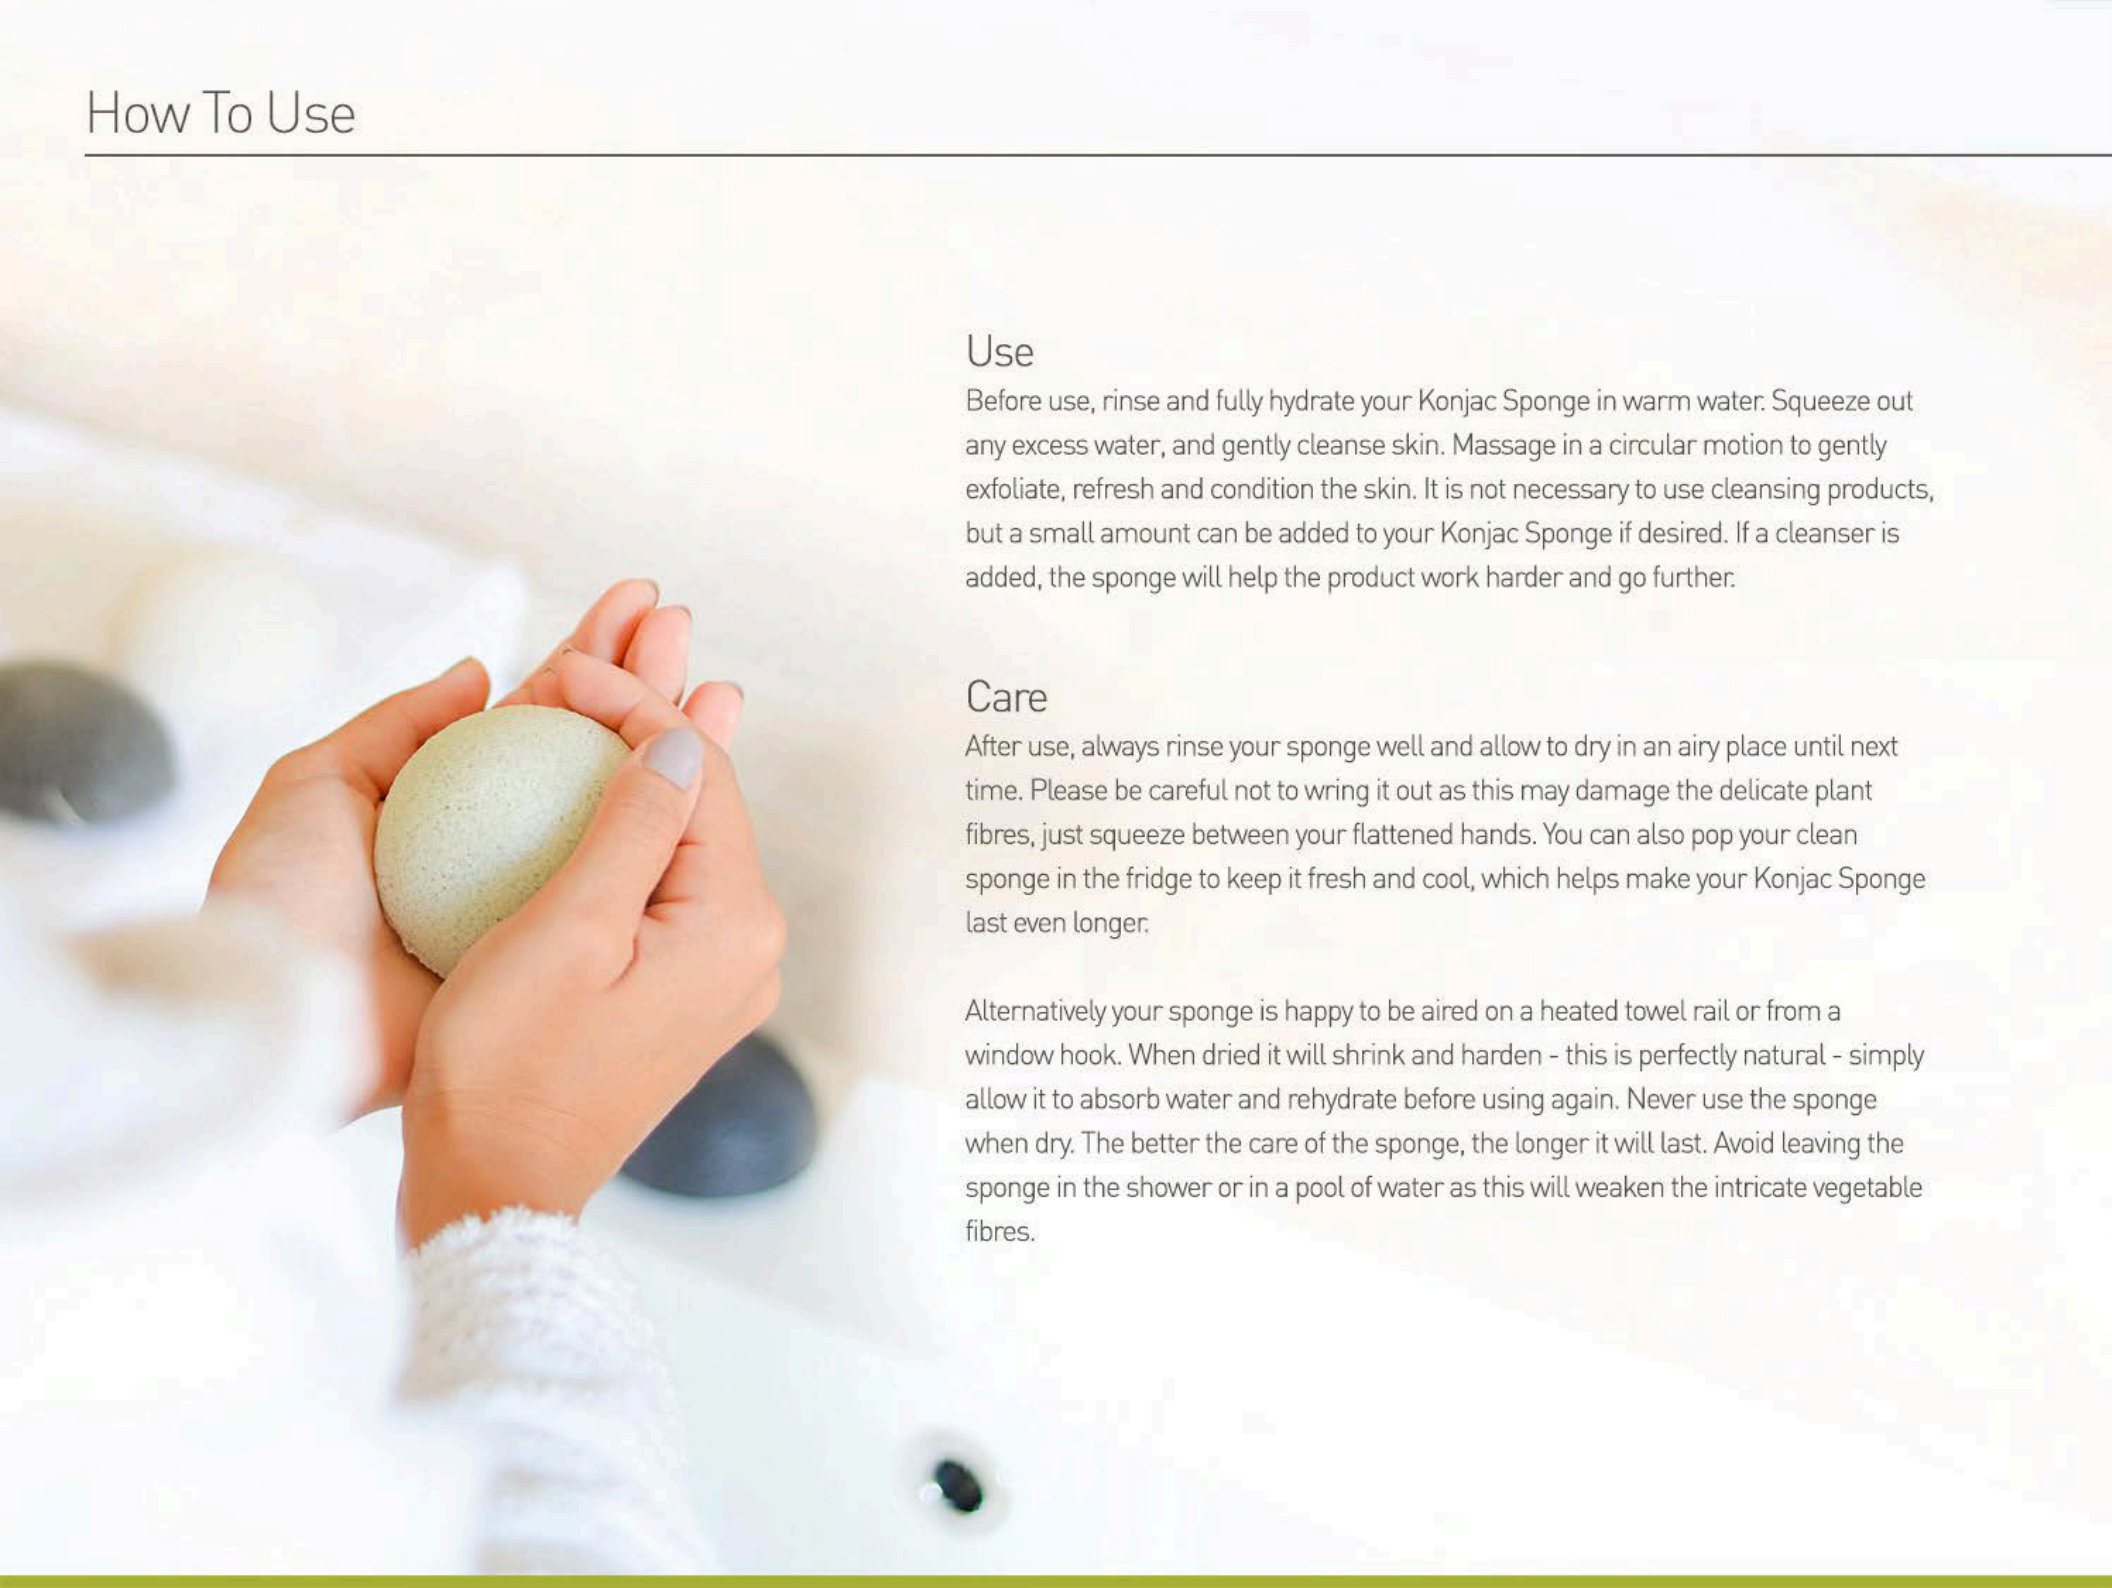 How To Use
Use
Before use, rinse and fully hydrate your Konjac Sponge in warm water. Squeeze out
any excess water, and gently cleanse skin. Massage in a circular motion to gently
exfoliate, refresh and condition the skin. It is not necessary to use cleansing products,
but a small amount can be added to your Konjac Sponge if desired. If a cleanser is
added, the sponge will help the product work harder and go further.
Care
After use, always rinse your sponge well and allow to dry in an airy place until next
time. Please be careful not to wring it out as this may damage the delicate plant
fibres, just squeeze between your flattened hands. You can also pop your clean
sponge in the fridge to keep it fresh and cool, which helps make your Konjac Sponge
last even longer.
Alternatively your sponge is happy to be aired on a heated towel rail or from a
window hook. When dried it will shrink and harden - this is perfectly natural - simply
allow it to absorb water and rehydrate before using again. Never use the sponge
when dry. The better the care of the sponge, the longer it will last. Avoid leaving the
sponge in the shower or in a pool of water as this will weaken the intricate vegetable
fibres.